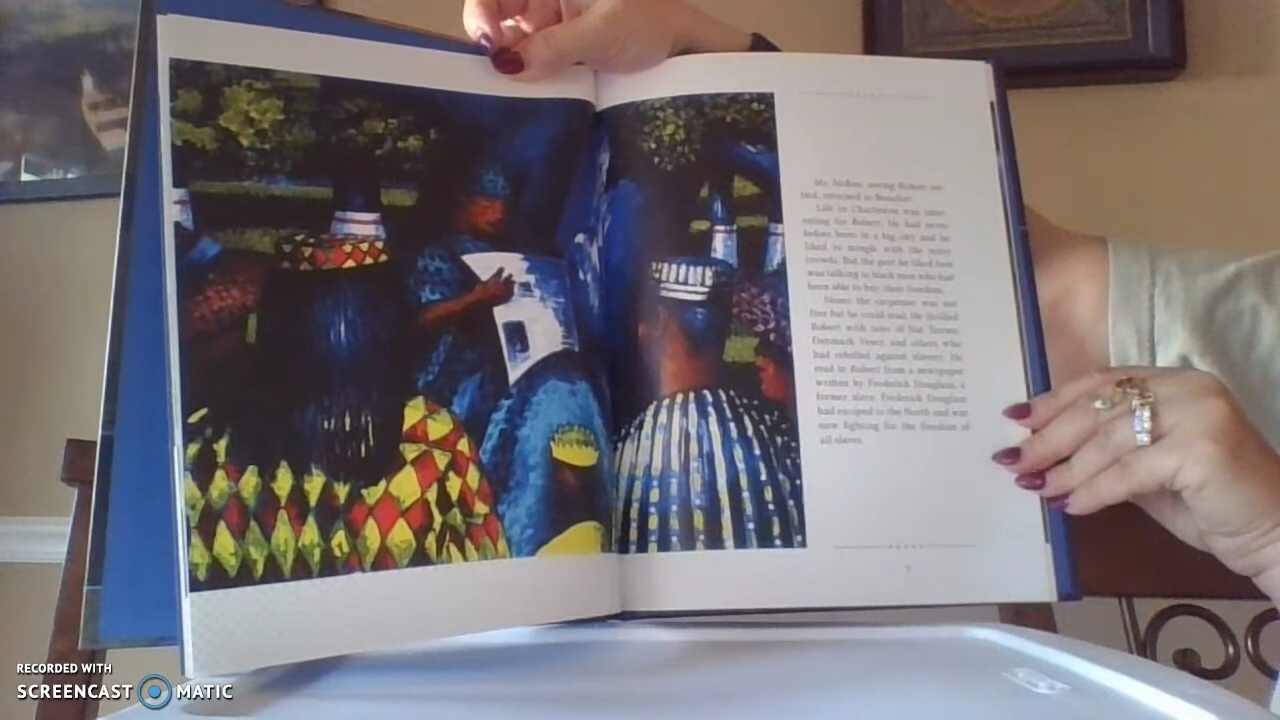 Mr. McKee, seeing Robert set-
tled, returned to Beaufort.
Life in Charleston was inter-
esting for Robert. He had never
before been in a big city and he
liked to mingle with the many
crowds. But the part he liked best
was talking to black men who had
been able to buy their freedom.
Moses the carpenter was not
free but he could read. He thrilled
Robert with tales of Nat Turner,
Denmark Vesey and others who
had rebelled against slavery. He
read to Robert from a newspaper
written by Frederick Douglass, a
former slave. Frederick Douglass
had escaped to the North and was
now fighting for the freedom of
all slaves.
RECORDED WITH
SCREENCAST MATIC